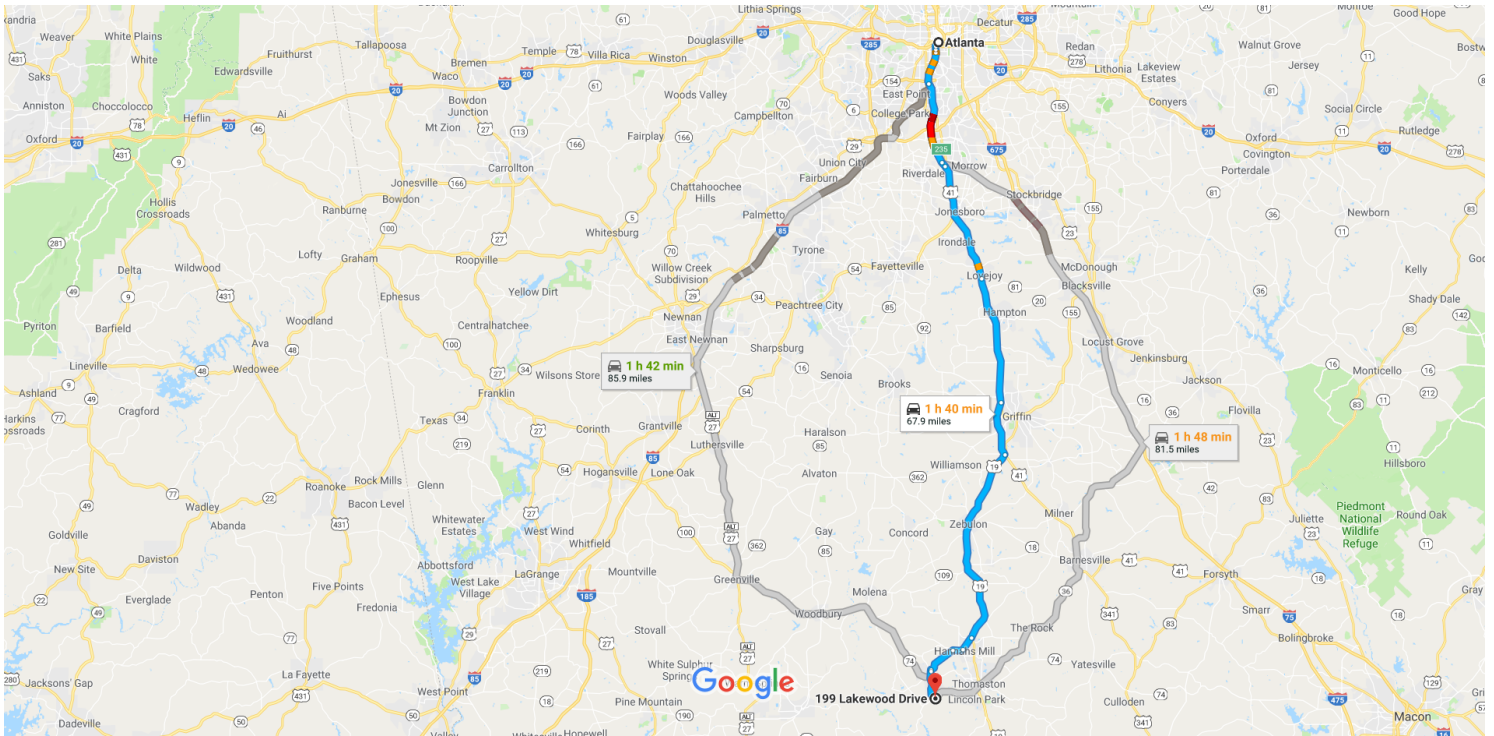 Lithia Springs
Decatur
Good Hope
Weaver
White Plains
Tallapoosa
Douglasville
Atlanta
Walnut Grove
Saks
Fruithurst
Temple
Villa Rica
Winston
Redan
Edwardsville
Bremen
Lithonia
Lakeview
Estates
Jersey
Waco
Anniston
Choccolocco
Bowdon
Junction
Woods Valley
East Point
Conyers
Social Circle
Heflin
Ai
Mt Zion
Campbellton
College Park
Oxford
Fairplay
Oxford
Covington
Rutledge
Hollis
Crossroads
Carrollton
Union City
Riverdale
Morrow
Porterdale
Jonesville
Bowdon
Chattahoochee
Hills
Fairburn
Stockbridge
Ranburne
Whitesburg
Palmetto
Jonesboro
Newborn
Delta
Wildwood
Lofty
Graham
Roopville
Tyrone
Irondale
Willow Creek
Subdivision
Fayetteville
Lovejoy
McDonough
Kelly
Blacksville
Pyriton
Barfield
Ephesus
Yellow Dirt
Peachtree City
Hampton
Shady Dale
Woodland
Centralhatchee
Newnan
Ava
East Newnan
Sharpsburg
Locust Grove
Jenkinsburg
Lineville
Wedowee
1 h 42 min
85.9 miles
Wilsons Store
Senoia
Brooks
Jackson
Monticello
Ashland
Cragford
Franklin
1 h 40 min
67.9 miles
Griffin
Flovilla
Texas
Corinth
Grantville
Haralson
1 h 48 min
81.5 miles
Luthersville
Hogansville
Lone Oak
Alvaton
Williamson
Hillsboro
Roanoke
Rock Mills
Glenn
Wadley
Bacon Level
Abanda
Whitewater
Estates
West Wind
Gay
Concord
Zebulon
Milner
Juliette
Piedmont
National
Wildlife
Refuge
Round Oak
Goldville
Daviston
Whitfield
Barnesville
New Site
Abbottsford
LaGrange
Mountville
Greenville
Forsyth
Five Points
West Lake
Village
Molena
Everglade
Penton
Fredonia
Woodbury
Smarr
Gray
Stovall
The Rock
Bolingbroke
Hannahs Mill
White Sulphur
Yatesville
La Fayette
Google
Thomaston
Jacksons' Gap
West Point
Pine Mountain
199 Lakewood Drive
Lincoln Park
Culloden
Macon
Dadeville